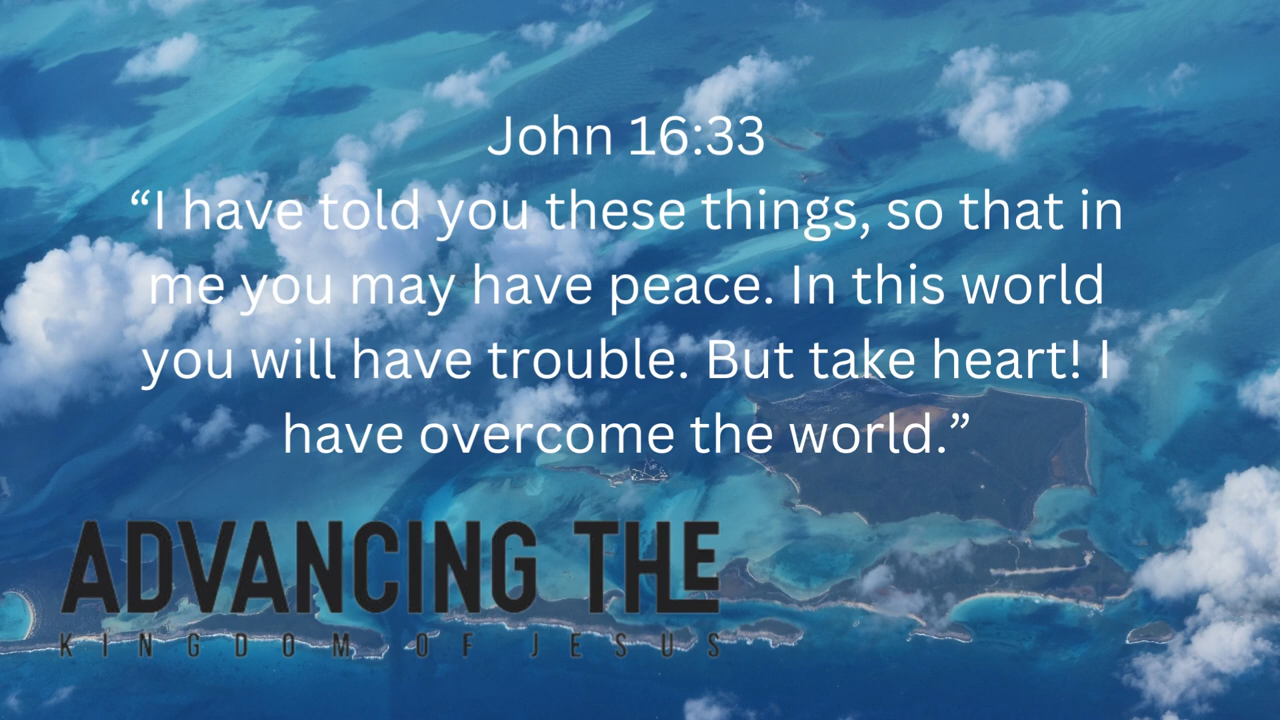 John 16:33
“I have told you these things, so that in
me you may have peace. In this world
you will have trouble. But take heart! I
have overcome the world.”
ADVANCING THE
KINGDOM OF JESUS